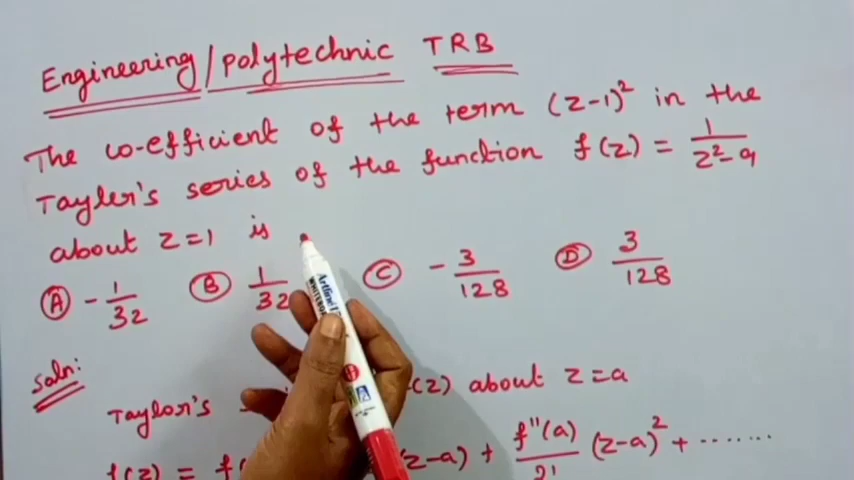 Engineering/polytechnic TRB
The co-efficient of the term (z-1)² in the
Tayler's series of the function f(z) = 1/(z²-9)
about z=1 is
Ⓐ -1/32 Ⓑ 1/32 Ⓒ -3/128 Ⓓ 3/128
Soln:
Taylor's (z) about z=a
f(z) = (z-a) + f''(a)/2! (z-a)² + .......
Artline